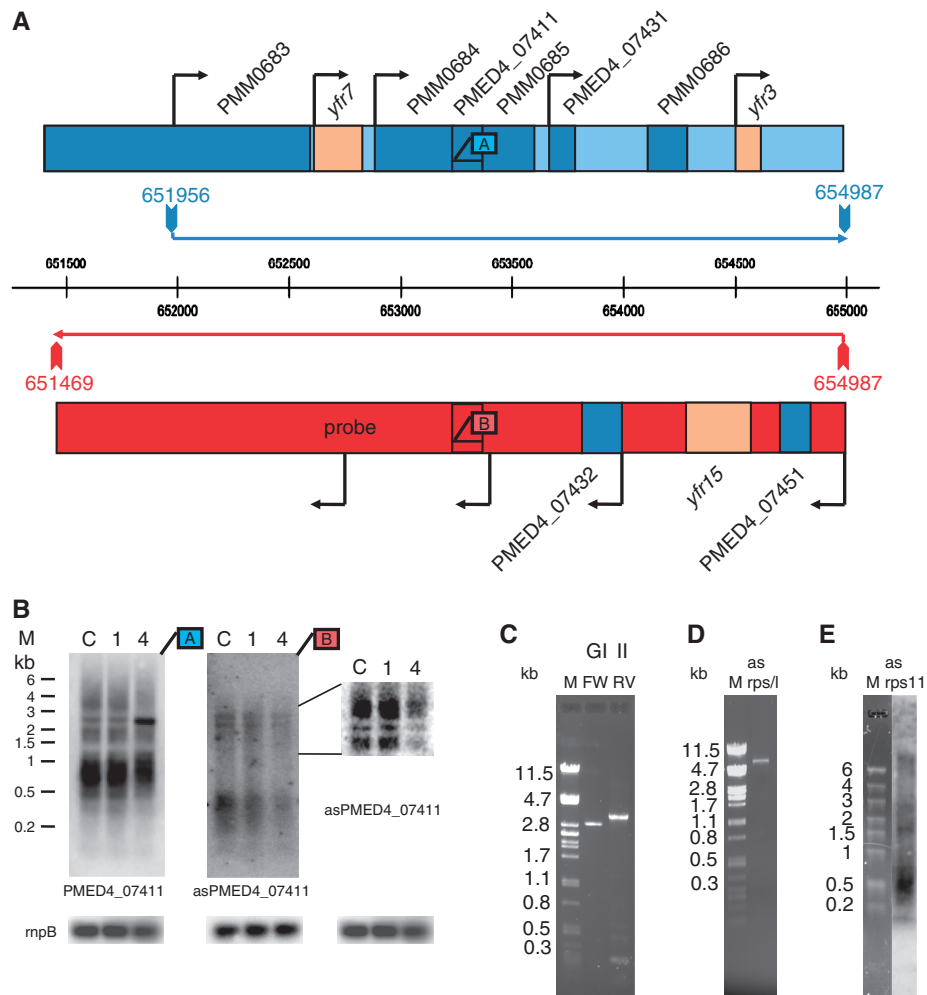 A
PMM0683
yfr7
PMM0684
PMED4_07411
PMM0685
PMED4_07431
PMM0686
yfr3
A
651956
654987
651500
652500
653500
654500
652000
653000
654000
655000
651469
654987
probe
B
PMED4_07432
yfr15
PMED4_07451
B
M
kb
C 1 4
A
6
4
3
2
1.5
1
0.5
0.2
PMED4_07411
C 1 4
B
asPMED4_07411
C 1 4
asPMED4_07411
rnpB
C
GI II
kb
M FW RV
11.5
4.7
2.8
1.7
1.1
0.8
0.5
0.3
D
as
kb
M rps/l
11.5
4.7
2.8
1.7
1.1
0.8
0.5
0.3
E
as
kb
M rps11
6
4
3
2
1.5
1
0.5
0.2